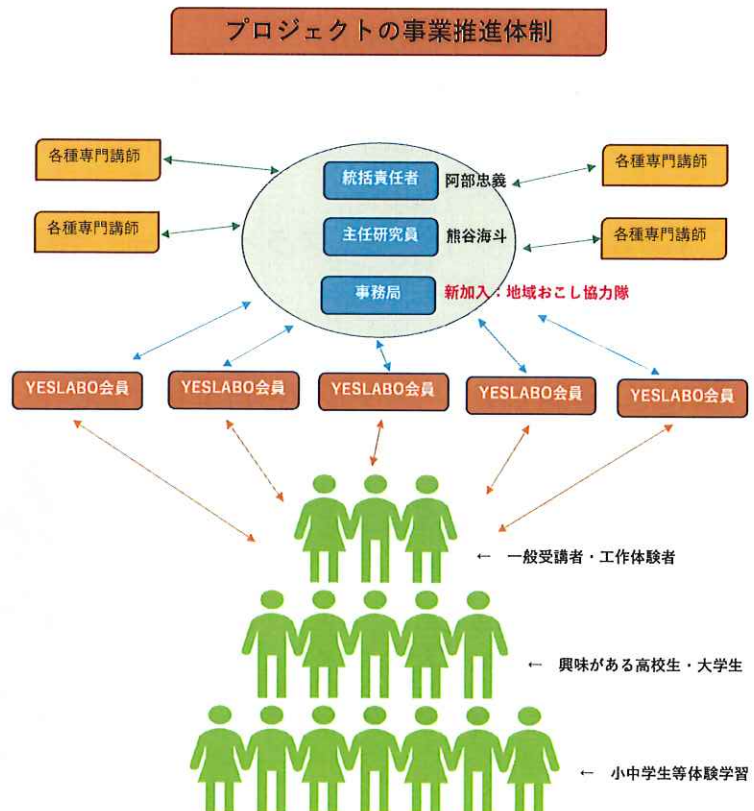 プロジェクトの事業推進体制
各種専門講師
統括責任者 阿部忠義
各種専門講師
各種専門講師
主任研究員 熊谷海斗
各種専門講師
事務局 新加入:地域おこし協力隊
YESLABO会員
YESLABO会員
YESLABO会員
YESLABO会員
YESLABO会員
← 一般受講者・工作体験者
← 興味がある高校生・大学生
← 小中学生等体験学習